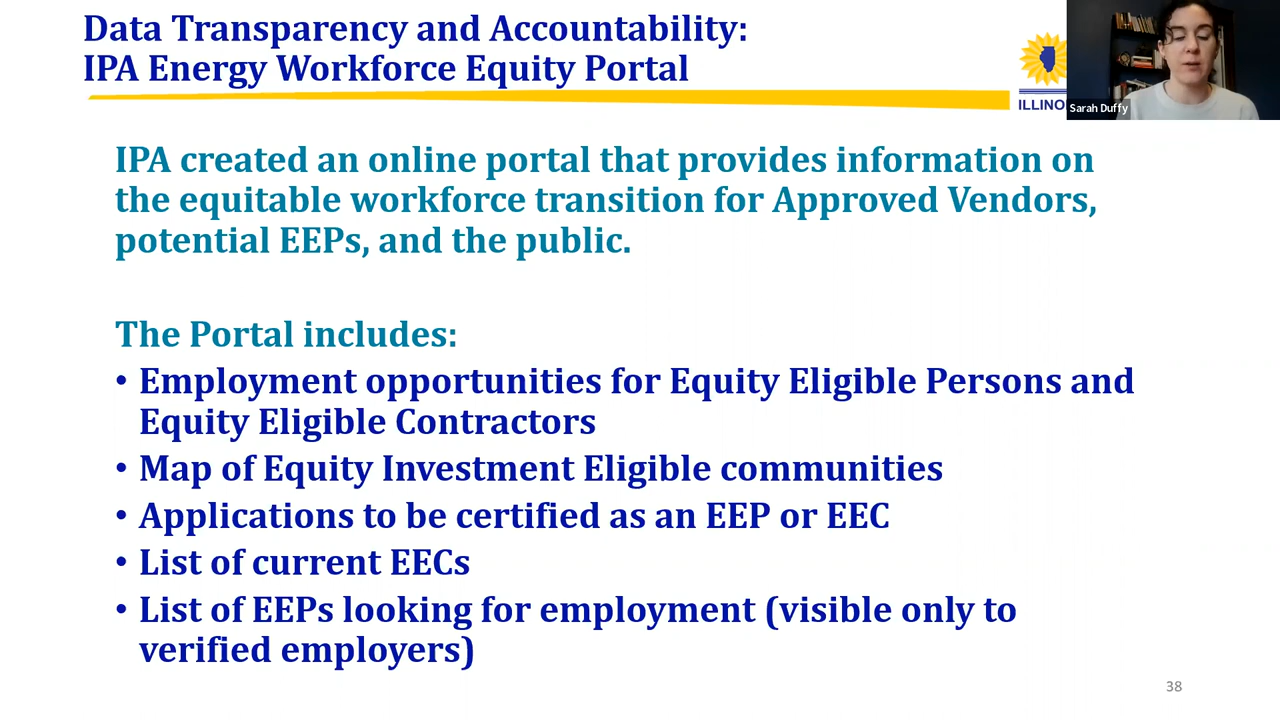 Data Transparency and Accountability:
IPA Energy Workforce Equity Portal
ILLINO
Sarah Duffy
IPA created an online portal that provides information on
the equitable workforce transition for Approved Vendors,
potential EEPs, and the public.
The Portal includes:
• Employment opportunities for Equity Eligible Persons and
Equity Eligible Contractors
• Map of Equity Investment Eligible communities
• Applications to be certified as an EEP or EEC
• List of current EECs
• List of EEPs looking for employment (visible only to
verified employers)
38